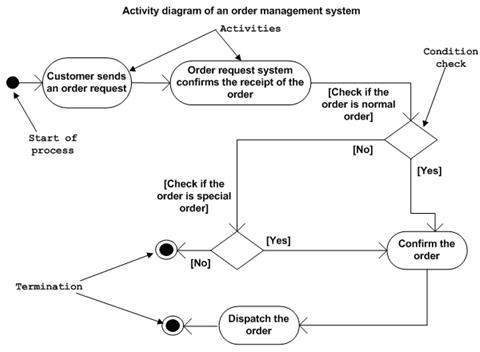 Activity diagram of an order management system
Activities
Condition
check
Customer sends
an order request
Order request system
confirms the receipt of the
order
[Check if the
order is normal
order]
Start of
process
[No]
[Yes]
[Check if the
order is special
order]
[Yes]
[No]
Confirm the
order
Termination
Dispatch the
order